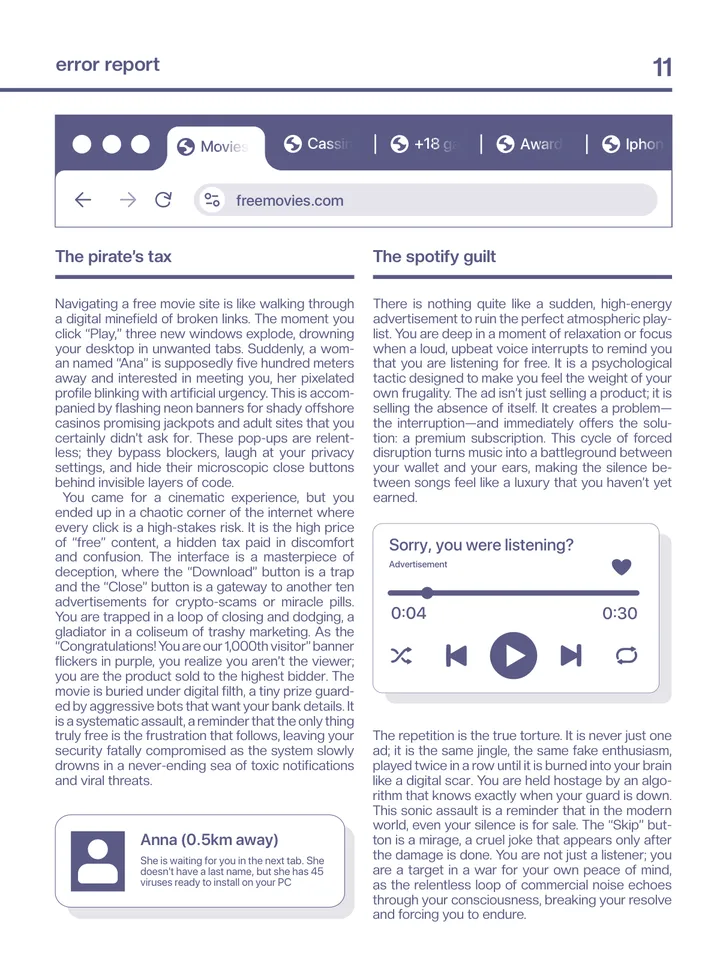 error report
11
Movies
Cassin
+18 ga
Award
Iphon
freemovies.com
The pirate's tax
Navigating a free movie site is like walking through
a digital minefield of broken links. The moment you
click “Play,” three new windows explode, drowning
your desktop in unwanted tabs. Suddenly, a wom-
an named “Ana” is supposedly five hundred meters
away and interested in meeting you, her pixelated
profile blinking with artificial urgency. This is accom-
panied by flashing neon banners for shady offshore
casinos promising jackpots and adult sites that you
certainly didn't ask for. These pop-ups are relent-
less; they bypass blockers, laugh at your privacy
settings, and hide their microscopic close buttons
behind invisible layers of code.
You came for a cinematic experience, but you
ended up in a chaotic corner of the internet where
every click is a high-stakes risk. It is the high price
of “free” content, a hidden tax paid in discomfort
and confusion. The interface is a masterpiece of
deception, where the “Download” button is a trap
and the “Close” button is a gateway to another ten
advertisements for crypto-scams or miracle pills.
You are trapped in a loop of closing and dodging, a
gladiator in a coliseum of trashy marketing. As the
“Congratulations! You are our 1,000th visitor” banner
flickers in purple, you realize you aren't the viewer;
you are the product sold to the highest bidder. The
movie is buried under digital filth, a tiny prize guard-
ed by aggressive bots that want your bank details. It
is a systematic assault, a reminder that the only thing
truly free is the frustration that follows, leaving your
security fatally compromised as the system slowly
drowns in a never-ending sea of toxic notifications
and viral threats.
Anna (0.5km away)
She is waiting for you in the next tab. She
doesn't have a last name, but she has 45
viruses ready to install on your PC
The spotify guilt
There is nothing quite like a sudden, high-energy
advertisement to ruin the perfect atmospheric play-
list. You are deep in a moment of relaxation or focus
when a loud, upbeat voice interrupts to remind you
that you are listening for free. It is a psychological
tactic designed to make you feel the weight of your
own frugality. The ad isn't just selling a product; it is
selling the absence of itself. It creates a problem—
the interruption—and immediately offers the solu-
tion: a premium subscription. This cycle of forced
disruption turns music into a battleground between
your wallet and your ears, making the silence be-
tween songs feel like a luxury that you haven't yet
earned.
Sorry, you were listening?
Advertisement
0:04
0:30
The repetition is the true torture. It is never just one
ad; it is the same jingle, the same fake enthusiasm,
played twice in a row until it is burned into your brain
like a digital scar. You are held hostage by an algo-
rithm that knows exactly when your guard is down.
This sonic assault is a reminder that in the modern
world, even your silence is for sale. The “Skip” but-
ton is a mirage, a cruel joke that appears only after
the damage is done. You are not just a listener; you
are a target in a war for your own peace of mind,
as the relentless loop of commercial noise echoes
through your consciousness, breaking your resolve
and forcing you to endure.